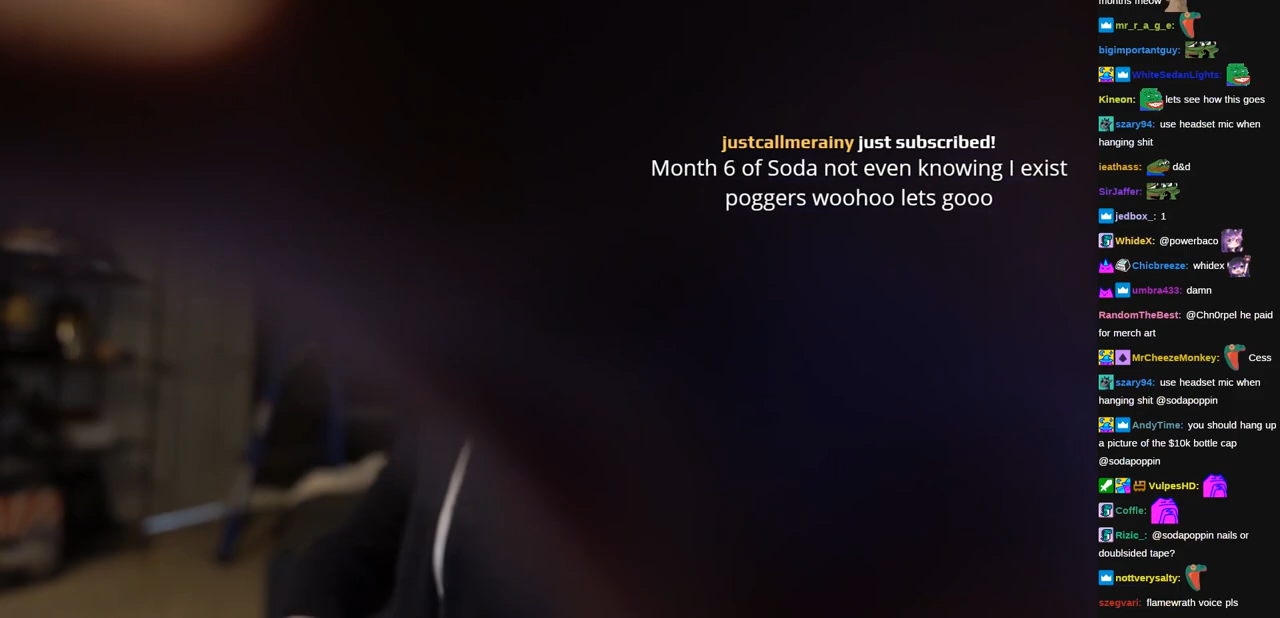 months meow
mr_r_a_g_e:
bigimportantguy:
WhiteSedanLights:
Kineon: lets see how this goes
szary94: use headset mic when
hanging shit
ieathass: d&d
SirJaffer:
jedbox_: 1
WhideX: @powerbaco
Chicbreeze: whidex
umbra433: damn
RandomTheBest: @Chn0rpel he paid
for merch art
MrCheezeMonkey: Cess
szary94: use headset mic when
hanging shit @sodapoppin
AndyTime: you should hang up
a picture of the $10k bottle cap
@sodapoppin
VulpesHD:
Coffle:
Rizic_: @sodapoppin nails or
doublsided tape?
nottverysalty:
szegvari: flamewrath voice pls
justcallmerainy just subscribed!
Month 6 of Soda not even knowing I exist
poggers woohoo lets gooo